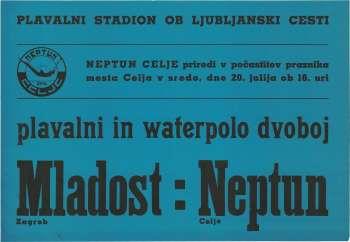 PLAVALNI STADION OB LJUBLJANSKI CESTI
NEPTUN
CELJE
NEPTUN CELJE priredi v počastitev praznika
mesta Celja v sredo, dne 20. julija ob 16. uri
plavalni in waterpolo dvoboj
Mladost : Neptun
Zagreb
Celje